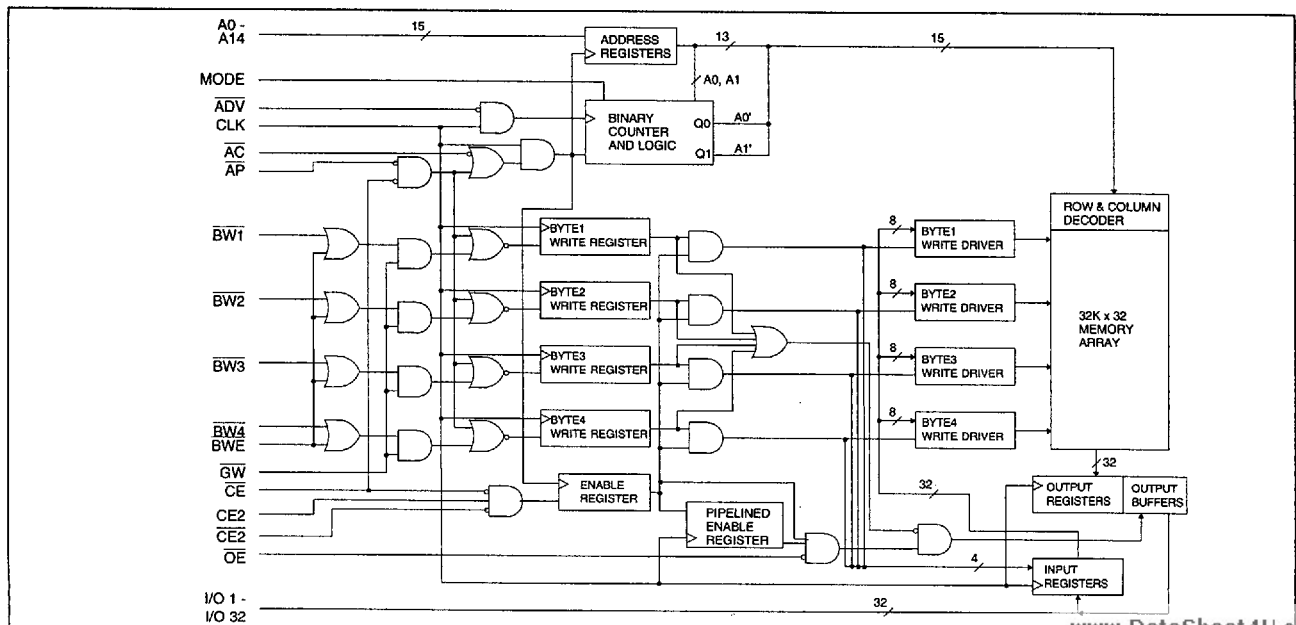 A0 -
A14
15
ADDRESS
REGISTERS
13
15
A0, A1
MODE
ADV
CLK
BINARY
COUNTER
AND LOGIC
Q0
A0'
Q1
A1'
AC
AP
ROW & COLUMN
DECODER
BW1
BYTE1
WRITE REGISTER
8
BYTE1
WRITE DRIVER
BW2
BYTE2
WRITE REGISTER
8
BYTE2
WRITE DRIVER
32K x 32
MEMORY
ARRAY
BW3
BYTE3
WRITE REGISTER
8
BYTE3
WRITE DRIVER
BW4
BWE
BYTE4
WRITE REGISTER
8
BYTE4
WRITE DRIVER
GW
CE
ENABLE
REGISTER
32
32
OUTPUT
REGISTERS
OUTPUT
BUFFERS
CE2
CE2
PIPELINED
ENABLE
REGISTER
OE
4
INPUT
REGISTERS
I/O 1 -
I/O 32
32